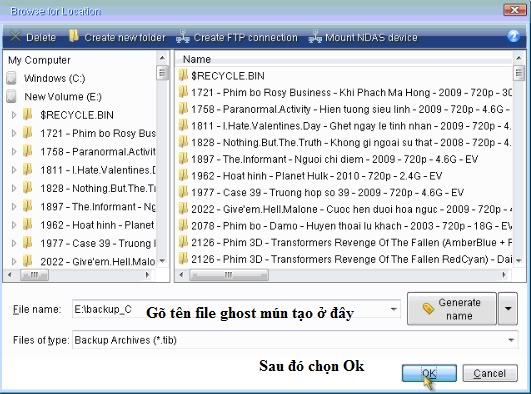 Browse for Location
Delete Create new folder Create FTP connection Mount NDAS device
My Computer
Windows (C:)
New Volume (E:)
$RECYCLE.BIN
1721 - Phim bo Rosy Bus
1758 - Paranormal.Activit
1811 - I.Hate.Valentines.D
1828 - Nothing.But.The.Tr
1897 - The.Informant - Ng
1962 - Hoat hinh - Planet
1977 - Case 39 - Truong h
2022 - Give'em.Hell.Malon
Name
$RECYCLE.BIN
1721 - Phim bo Rosy Business - Khi Phach Ma Hong - 2009 - 720p - 3
1758 - Paranormal.Activity - Hien tuong sieu linh - 2009 - 720p - 4.6G -
1811 - I.Hate.Valentines.Day - Ghet ngay le tinh nhan - 2009 - 720p -
1828 - Nothing.But.The.Truth - Khong gi ngoai su that - 2008 - 720p -
1897 - The.Informant - Nguoi chi diem - 2009 - 720p - 4.6G - EV
1962 - Hoat hinh - Planet Hulk - 2010 - 720p - 2.4G - EV
1977 - Case 39 - Truong hop so 39 - 2009 - 720p - 4.6G - EV
2022 - Give'em.Hell.Malone - Cuoc hen duoi hoa nguc - 2009 - 720p - 4
2078 - Phim bo - Damo - Huyen thoai lu khach - 2003 - 720p - 18G - EV
2126 - Phim 3D - Transformers Revenge Of The Fallen (AmberBlue + F
2126 - Phim 3D - Transformers Revenge Of The Fallen RedCyan) - Dai
File name: E:\backup_C
Gõ tên file ghost mún tạo ở đây
Generate name
Files of type: Backup Archives (*.tib)
Sau đó chọn Ok
OK Cancel